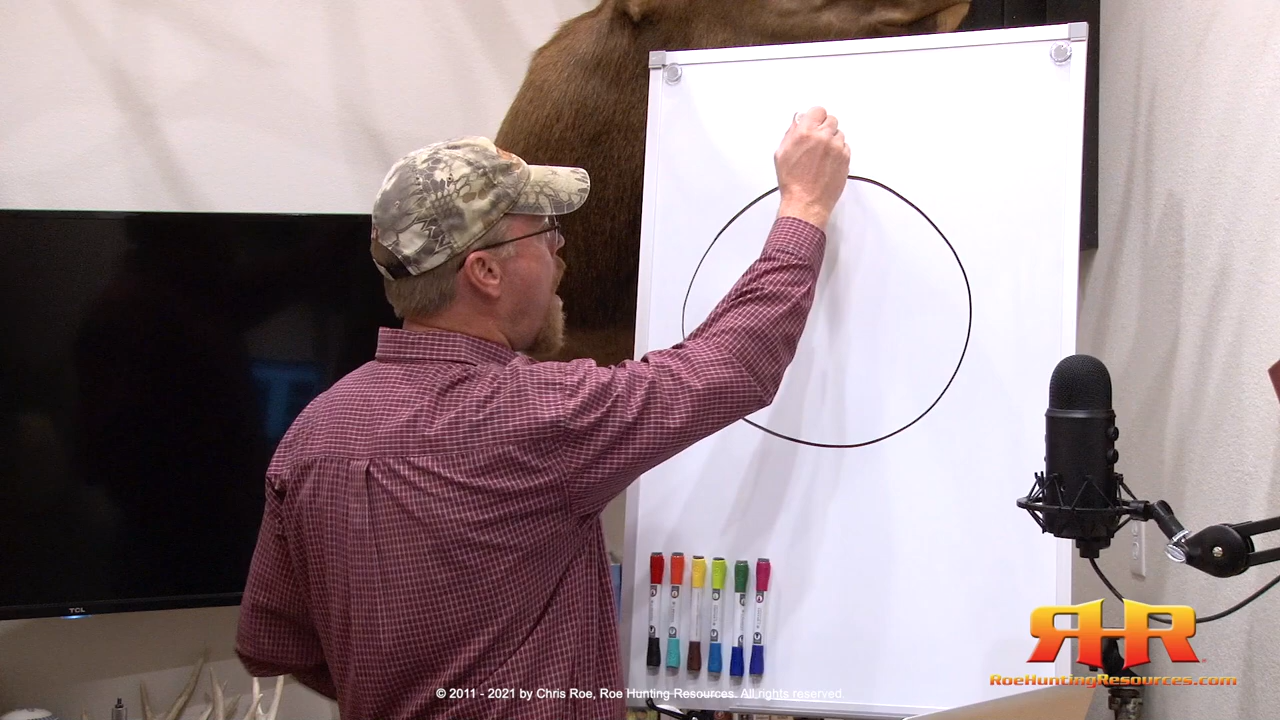 TCL
RHR
RoeHuntingResources.com
© 2011 - 2021 by Chris Roe, Roe Hunting Resources. All rights reserved.